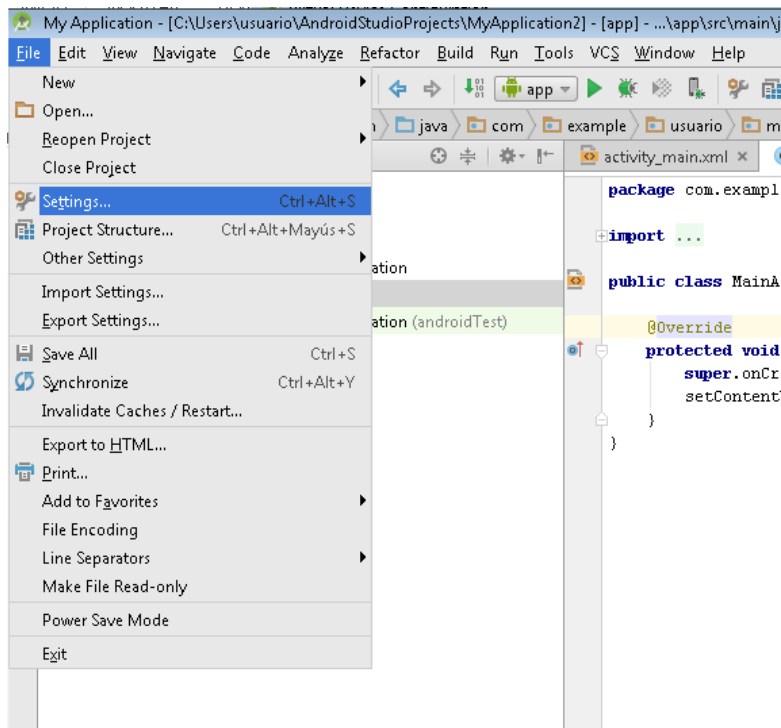 My Application - [C:\Users\usuario\AndroidStudioProjects\MyApplication2] - [app] - ...\app\src\main\j
File Edit View Navigate Code Analyze Refactor Build Run Tools VCS Window Help
app
java com example usuario m
New
Open...
Reopen Project
Close Project
Settings... Ctrl+Alt+S
Project Structure... Ctrl+Alt+Mayús+S
Other Settings
Import Settings...
Export Settings...
Save All Ctrl+S
Synchronize Ctrl+Alt+Y
Invalidate Caches / Restart...
Export to HTML...
Print...
Add to Favorites
File Encoding
Line Separators
Make File Read-only
Power Save Mode
Exit
ation
ation (androidTest)
activity_main.xml ×
package com.exampl
import ...
public class MainA
@Override
protected void
super.onCr
setContent
}
}